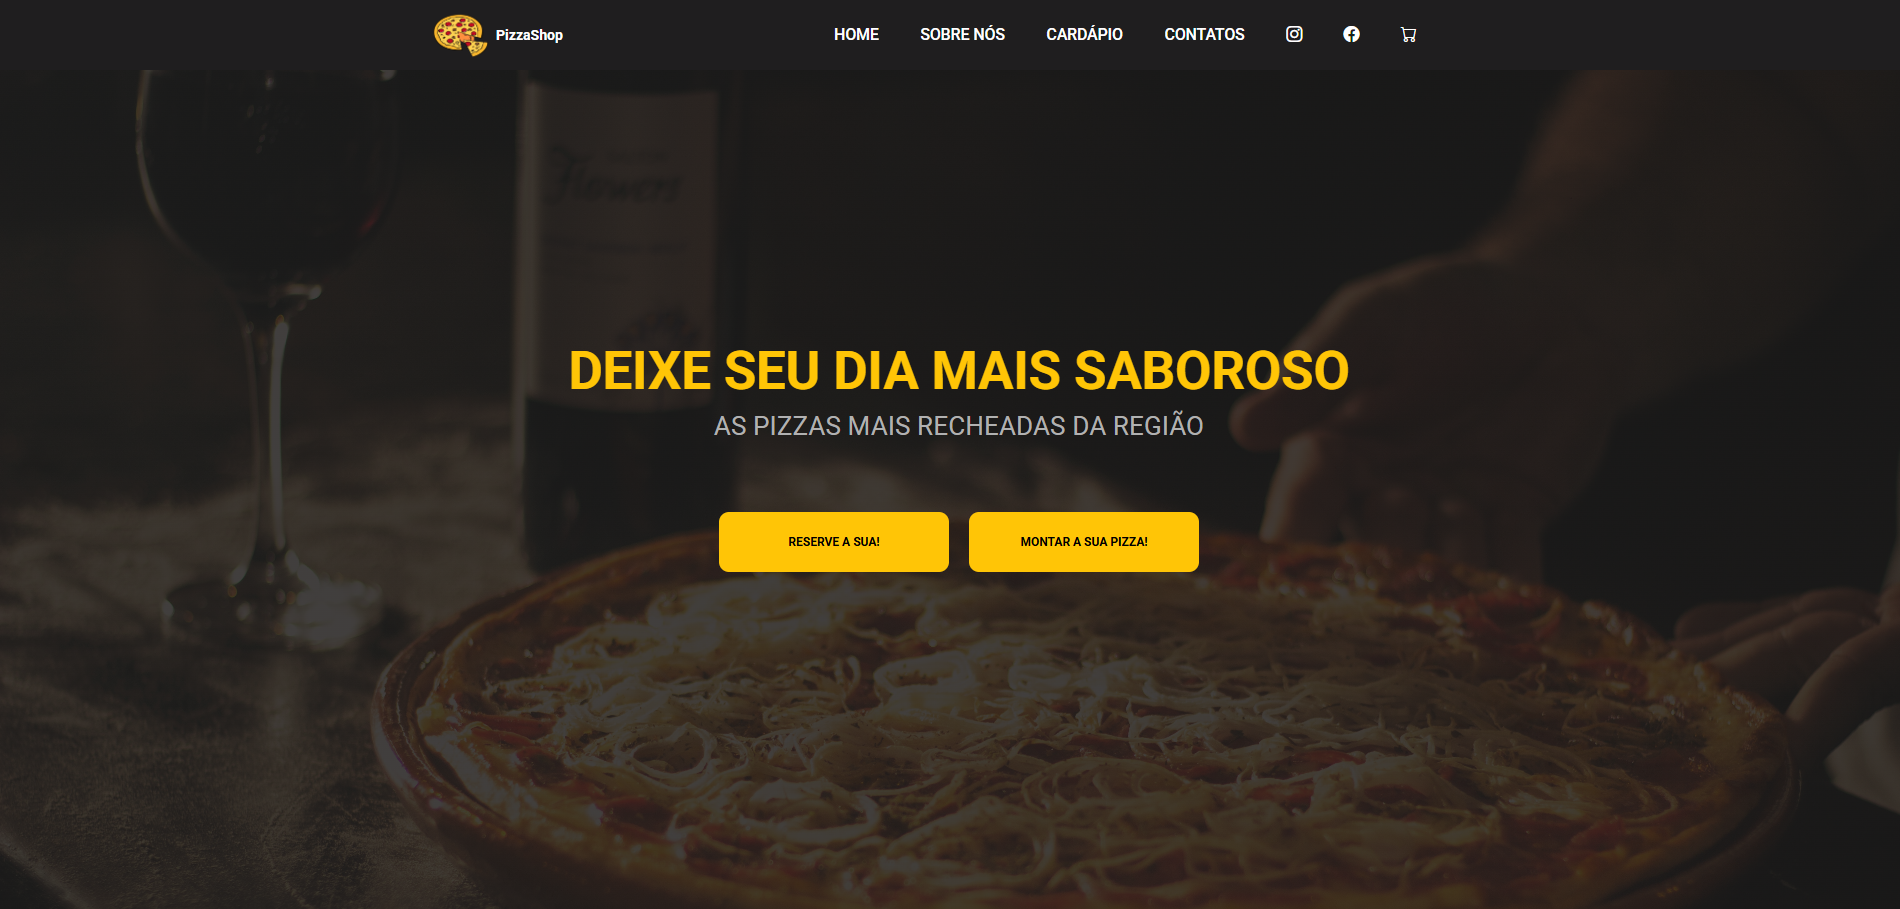 PizzaShop
HOME SOBRE NÓS CARDÁPIO CONTATOS
Flowers
DEIXE SEU DIA MAIS SABOROSO
AS PIZZAS MAIS RECHEADAS DA REGIÃO
RESERVE A SUA! MONTAR A SUA PIZZA!